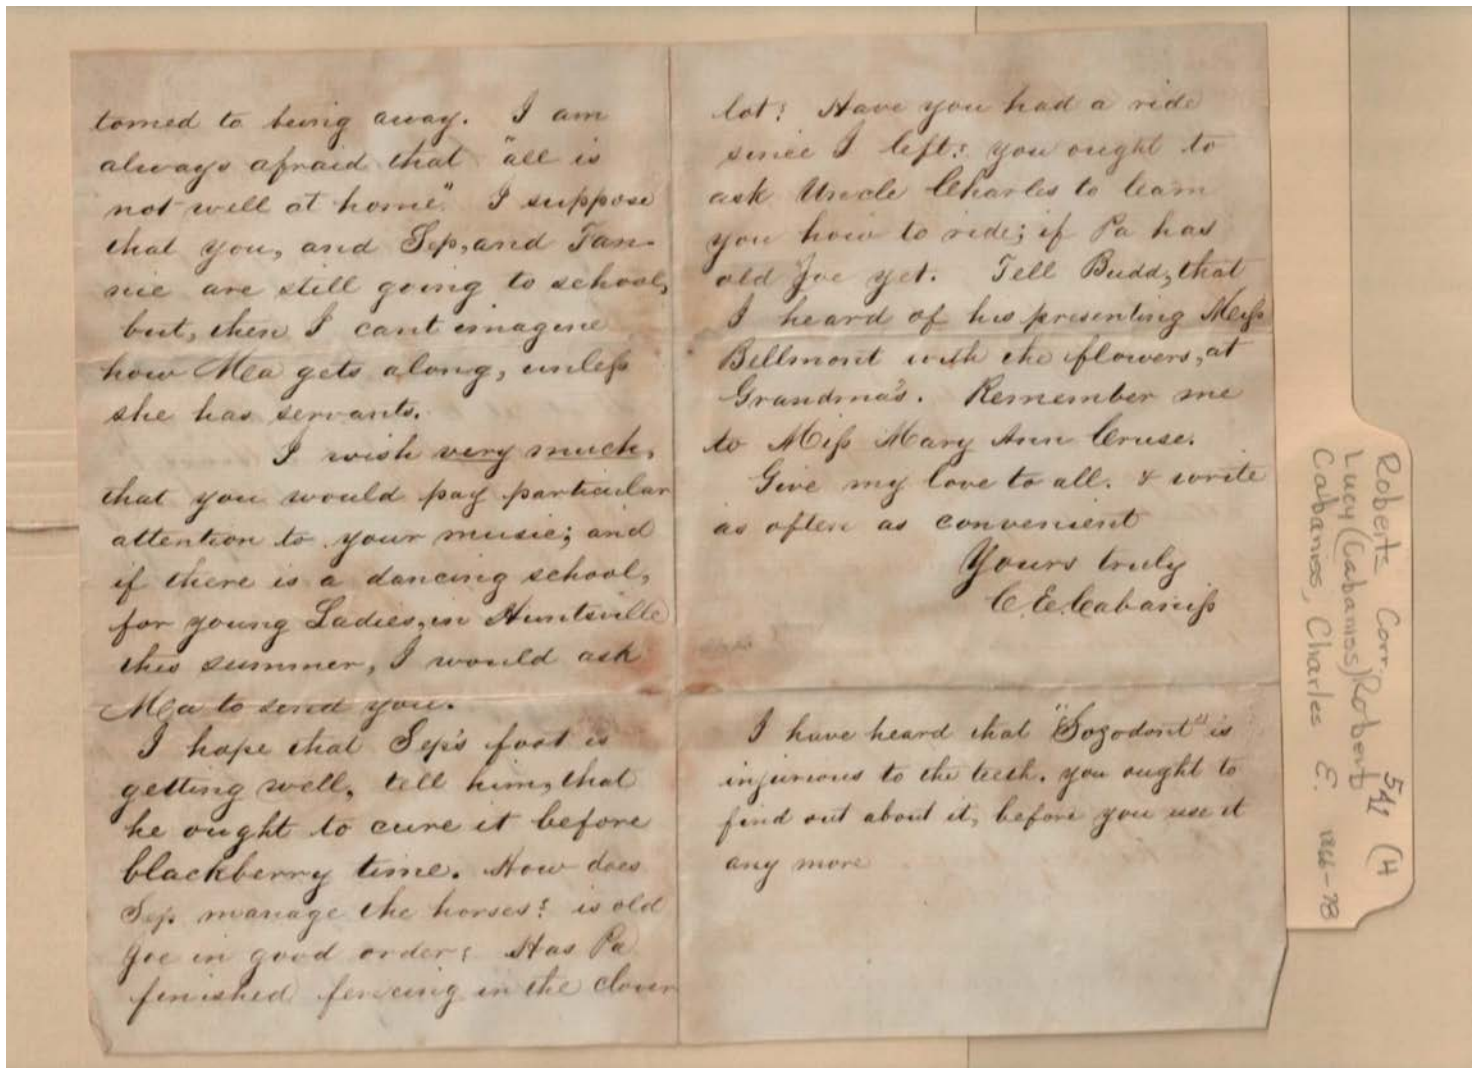 tomed to being away. I am
always afraid that "all is
not well at home." I suppose
that you, and Sep, and Fan-
nie are still going to school,
but, then I cant imagine
how Ma gets along, unless
she has servants.
I wish very much,
that you would pay particular
attention to your music; and
if there is a dancing school,
for young Ladies, in Huntsville
this summer, I would ask
Ma to send you.
I hope that Sep's foot is
getting well, tell him, that
he ought to cure it before
blackberry time. How does
Sep. manage the horses? is old
Joe in good order? Has Pa
finished fencing in the clover
lot? Have you had a ride
since I left? you ought to
ask Uncle Charles to learn
you how to ride; if Pa has
old Joe yet. Tell Budd, that
I heard of his presenting Miss
Bellmont with the flowers, at
Grandma's. Remember me
to Miss Mary Ann Cruse.
Give my love to all. & write
as often as convenient
Yours truly
C. E. Cabaniss
I have heard that "Sozodont" is
injurious to the teeth. you ought to
find out about it, before you use it
any more
Roberts Corr. 541 (4
Lucy (Cabaniss) Robert
Cabaniss, Charles E. 1866-78